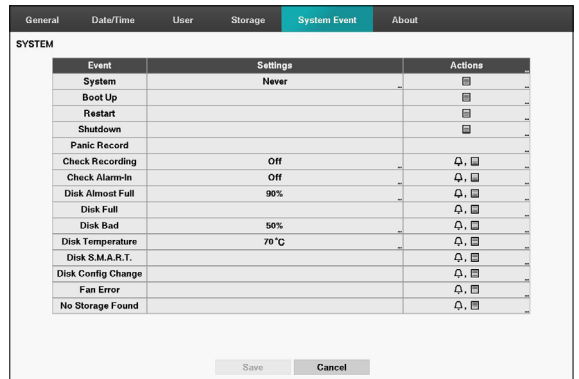 General Date/Time User Storage System Event About
SYSTEM
Event Settings Actions ...
System Never ... ...
Boot Up ...
Restart ...
Shutdown ...
Panic Record ...
Check Recording Off ... , ...
Check Alarm-In Off ... , ...
Disk Almost Full 90% ... , ...
Disk Full , ...
Disk Bad 50% ... , ...
Disk Temperature 70°C ... , ...
Disk S.M.A.R.T. , ...
Disk Config Change , ...
Fan Error , ...
No Storage Found , ...
Save Cancel